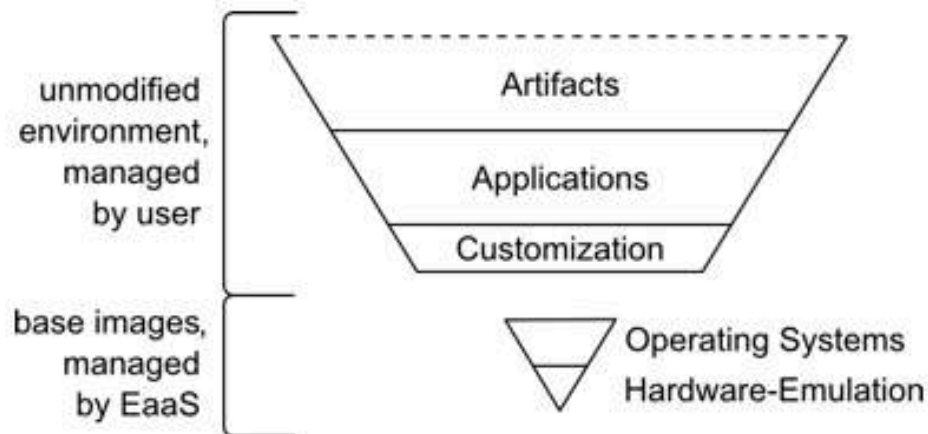 unmodified
environment,
managed
by user
Artifacts
Applications
Customization
base images,
managed
by EaaS
Operating Systems
Hardware-Emulation